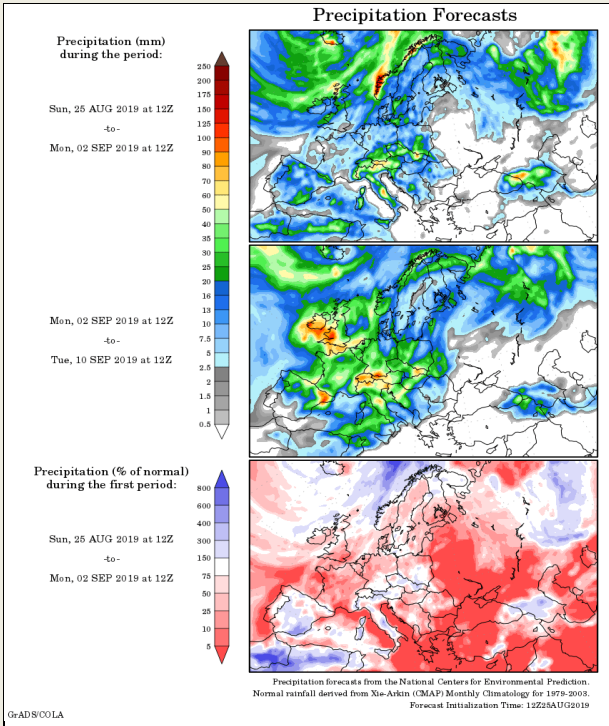 Precipitation Forecasts
Precipitation (mm)
during the period:
250
200
175
150
125
100
90
80
70
60
50
40
35
30
25
20
16
13
10
7.5
5
2.5
2
1.5
1
0.5
Sun, 25 AUG 2019 at 12Z
-to-
Mon, 02 SEP 2019 at 12Z
Mon, 02 SEP 2019 at 12Z
-to-
Tue, 10 SEP 2019 at 12Z
Precipitation (% of normal)
during the first period:
800
600
400
300
150
75
50
25
10
5
Sun, 25 AUG 2019 at 12Z
-to-
Mon, 02 SEP 2019 at 12Z
Precipitation forecasts from the National Centers for Environmental Prediction.
Normal rainfall derived from Xie-Arkin (CMAP) Monthly Climatology for 1979-2003.
Forecast Initialization Time: 12Z25AUG2019
GrADS/COLA